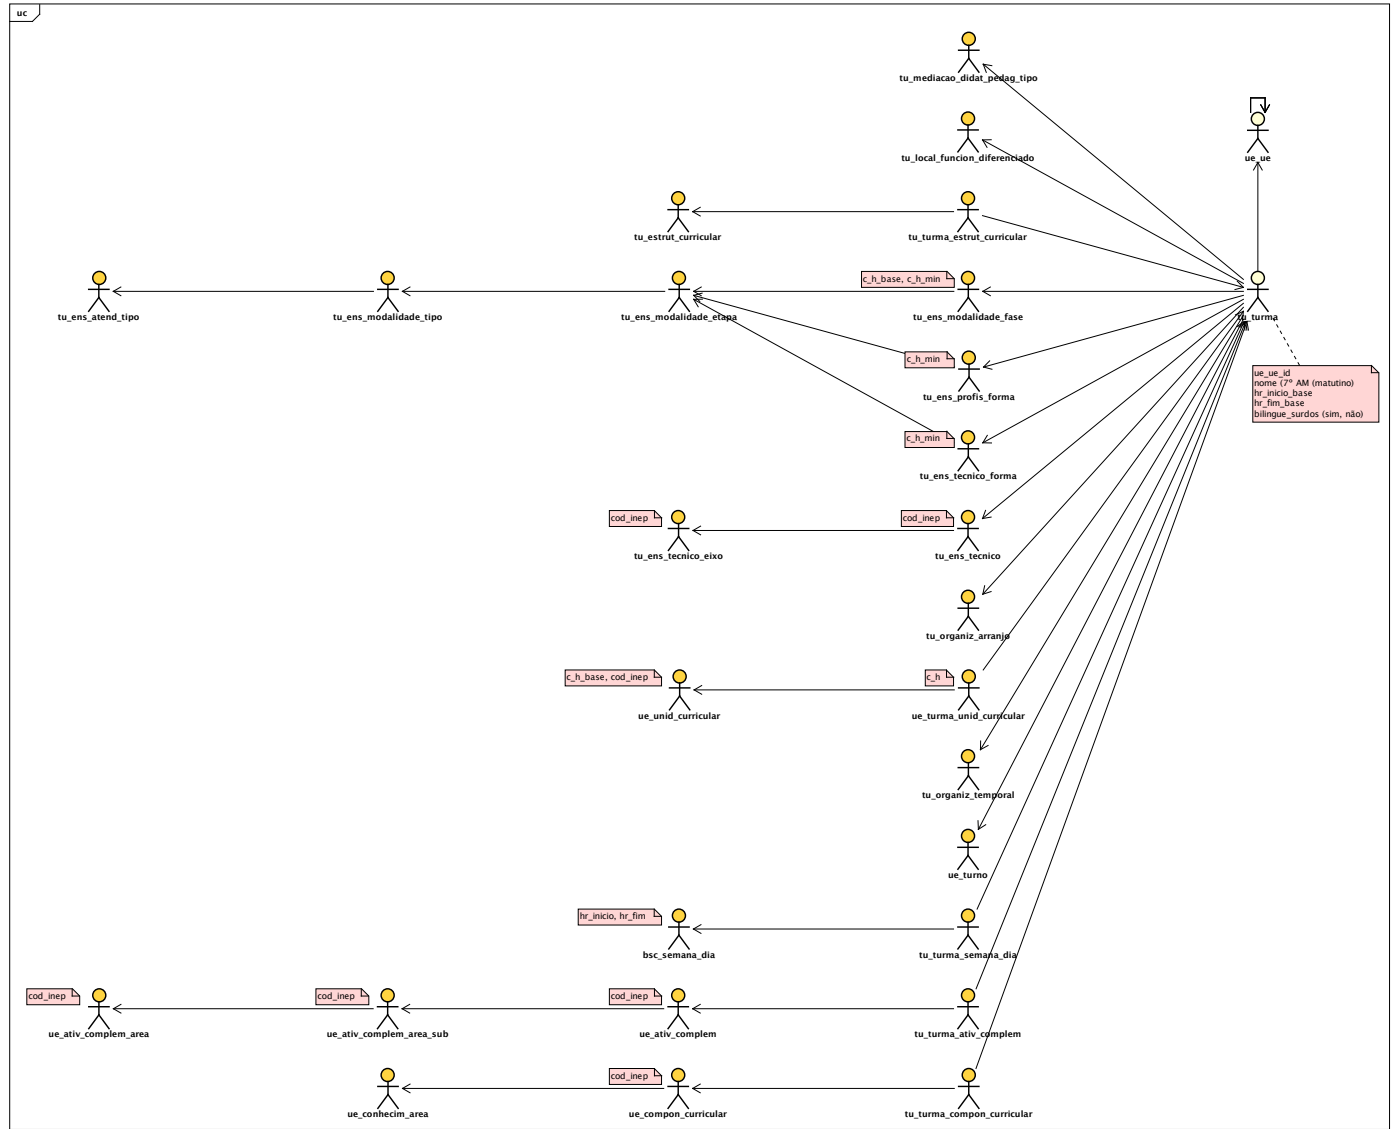 uc
tu_mediacao_didat_pedag_tipo
tu_local_funcion_diferenciado
ue_ue
tu_estrut_curricular
tu_turma_estrut_curricular
c_h_base, c_h_min
tu_ens_atend_tipo
tu_ens_modalidade_tipo
tu_ens_modalidade_etapa
tu_ens_modalidade_fase
tu_turma
c_h_min
tu_ens_profis_forma
ue_ue_id
nome (7º AM (matutino)
hr_inicio_base
hr_fim_base
bilingue_surdos (sim, não)
c_h_min
tu_ens_tecnico_forma
cod_inep
cod_inep
tu_ens_tecnico_eixo
tu_ens_tecnico
tu_organiz_arranjo
c_h_base, cod_inep
c_h
ue_unid_curricular
ue_turma_unid_curricular
tu_organiz_temporal
ue_turno
hr_inicio, hr_fim
bsc_semana_dia
tu_turma_semana_dia
cod_inep
cod_inep
cod_inep
ue_ativ_complem_area
ue_ativ_complem_area_sub
ue_ativ_complem
tu_turma_ativ_complem
cod_inep
ue_conhecim_area
ue_compon_curricular
tu_turma_compon_curricular